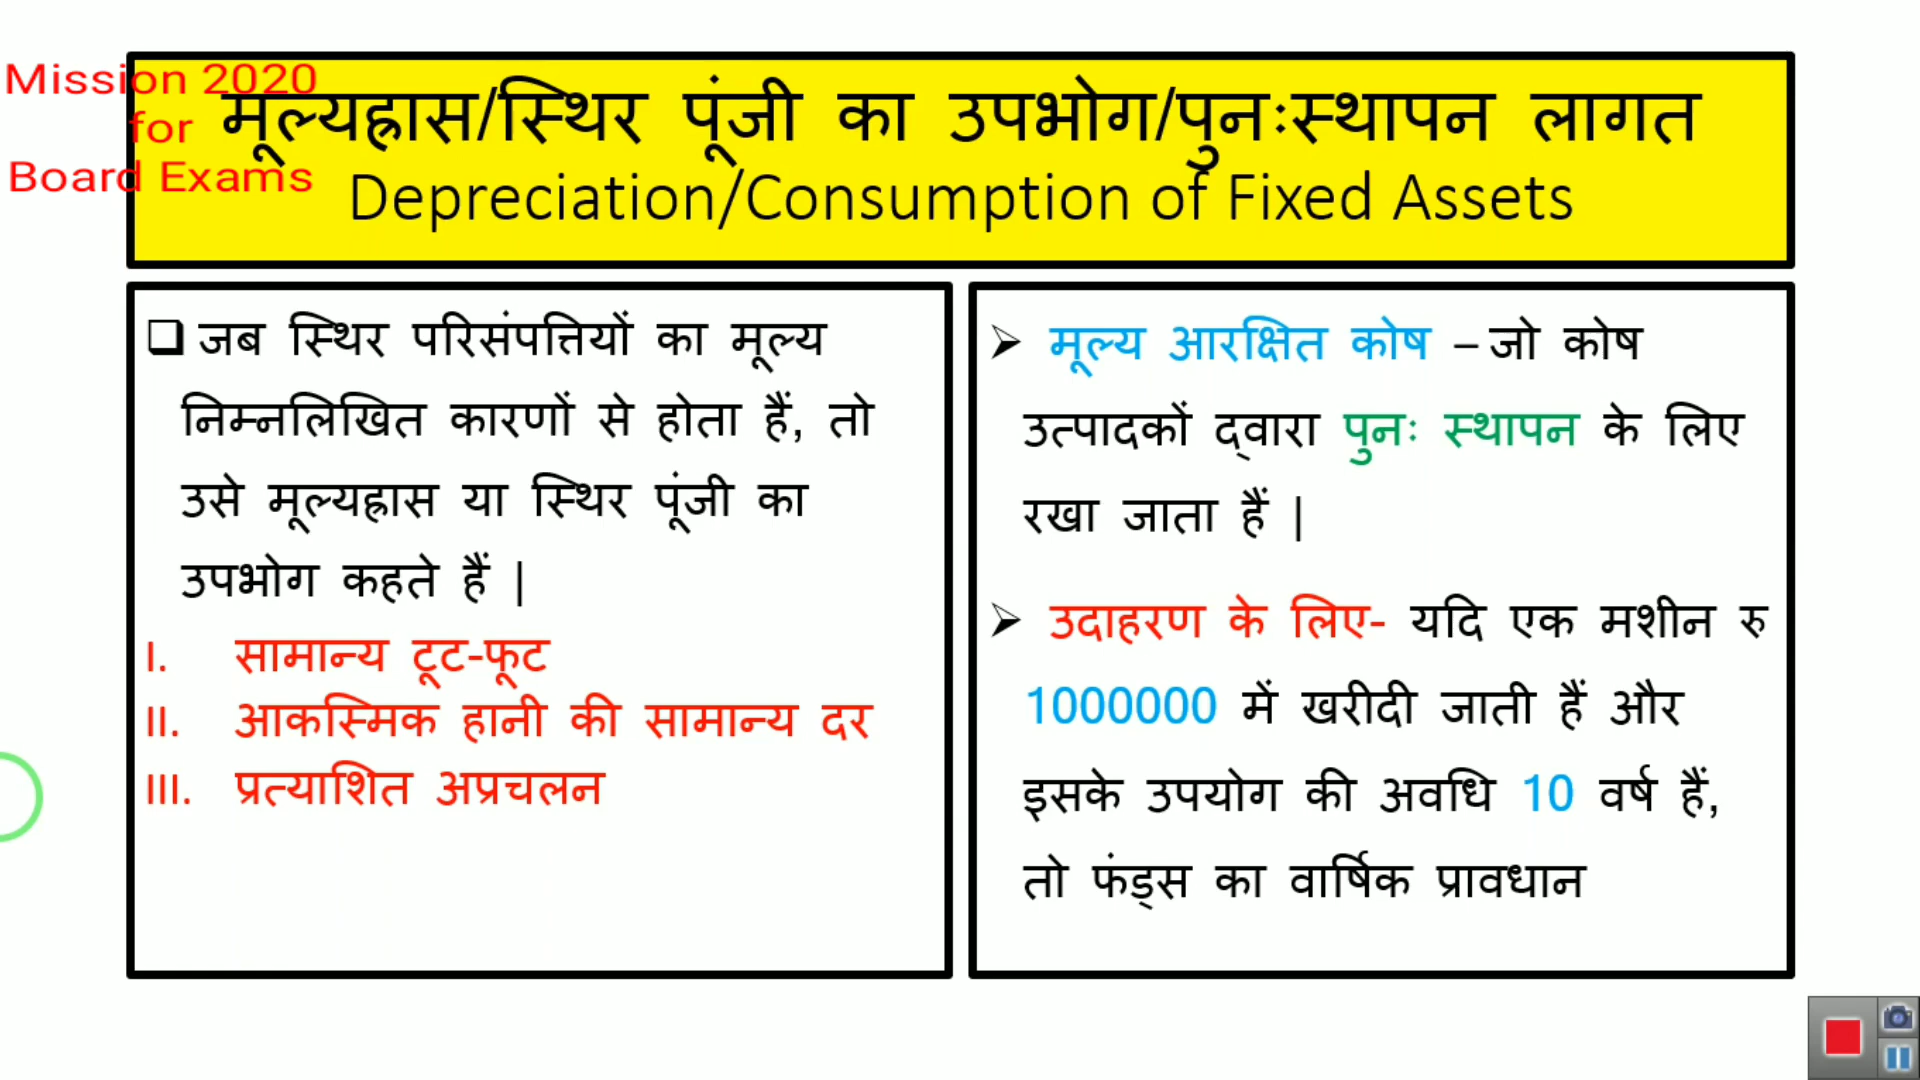 Mission 2020
for
Board Exams
मूल्यह्रास/स्थिर पूंजी का उपभोग/पुनःस्थापन लागत
Depreciation/Consumption of Fixed Assets
जब स्थिर परिसंपत्तियों का मूल्य
निम्नलिखित कारणों से होता हैं, तो
उसे मूल्यह्रास या स्थिर पूंजी का
उपभोग कहते हैं |
I. सामान्य टूट-फूट
II. आकस्मिक हानी की सामान्य दर
III. प्रत्याशित अप्रचलन
➢ मूल्य आरक्षित कोष – जो कोष
उत्पादकों द्वारा पुनः स्थापन के लिए
रखा जाता हैं |
➢ उदाहरण के लिए- यदि एक मशीन रु
1000000 में खरीदी जाती हैं और
इसके उपयोग की अवधि 10 वर्ष हैं,
तो फंड्स का वार्षिक प्रावधान